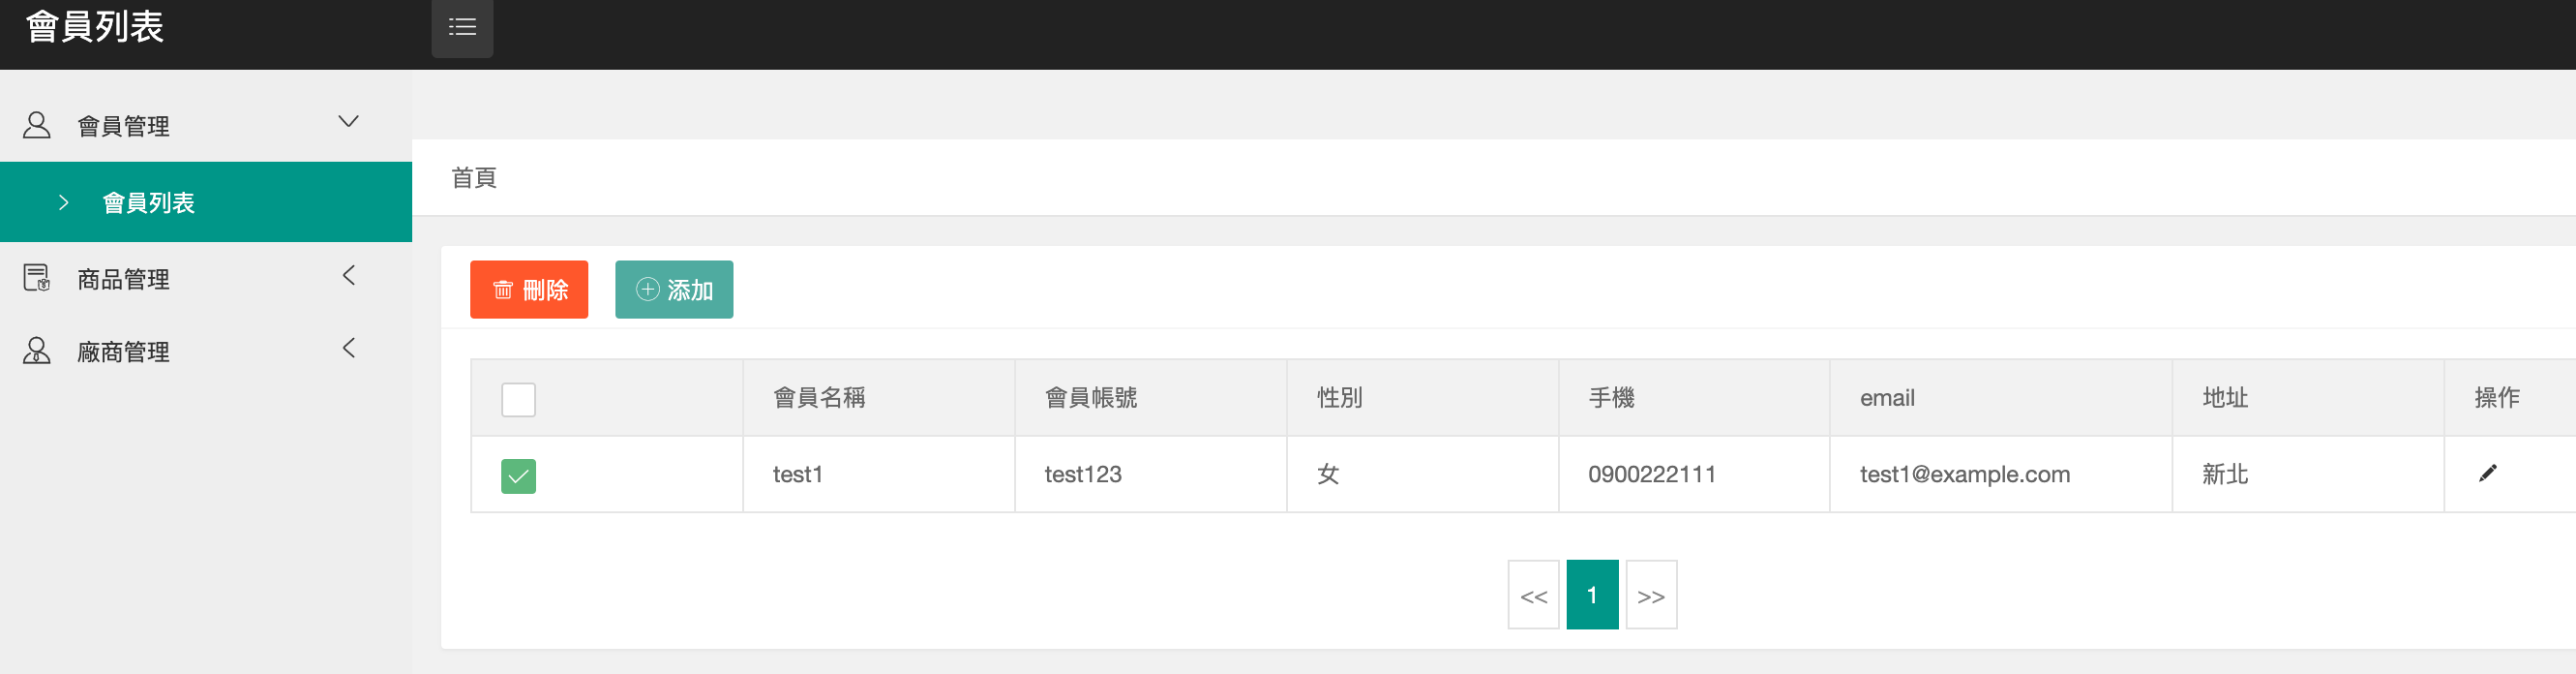 會員列表
會員管理
會員列表
商品管理
廠商管理
首頁
刪除 添加
會員名稱 會員帳號 性別 手機 email 地址 操作
test1 test123 女 0900222111 test1@example.com 新北
<< 1 >>